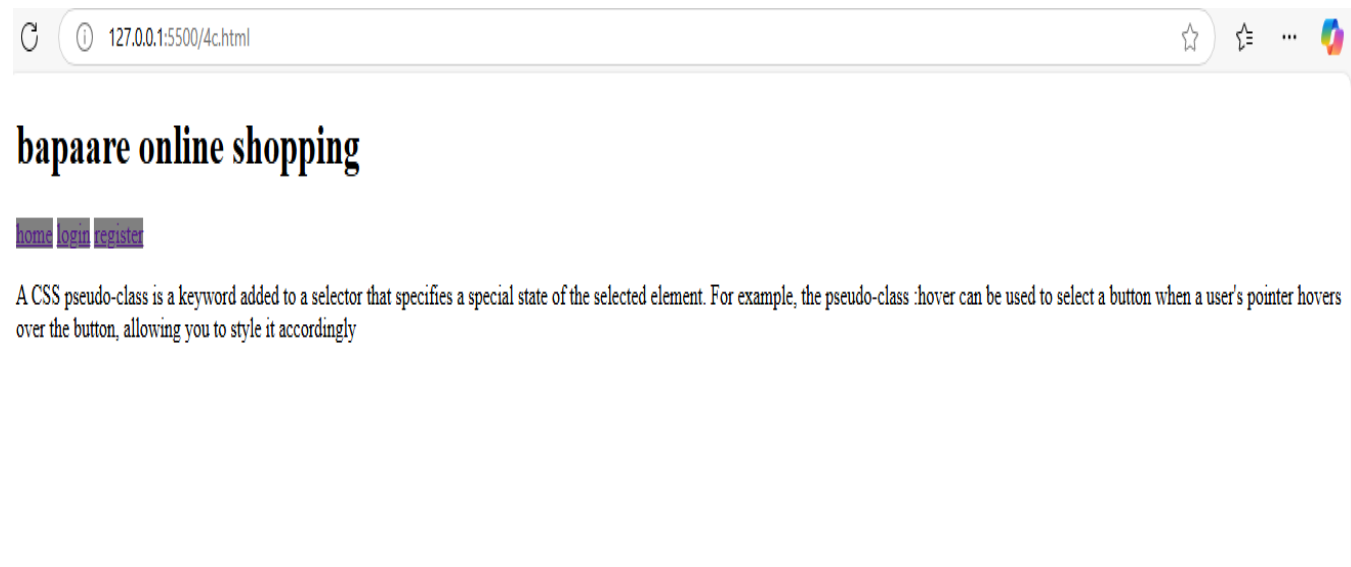 127.0.0.1:5500/4c.html
bapaare online shopping
home login register
A CSS pseudo-class is a keyword added to a selector that specifies a special state of the selected element. For example, the pseudo-class :hover can be used to select a button when a user's pointer hovers
over the button, allowing you to style it accordingly